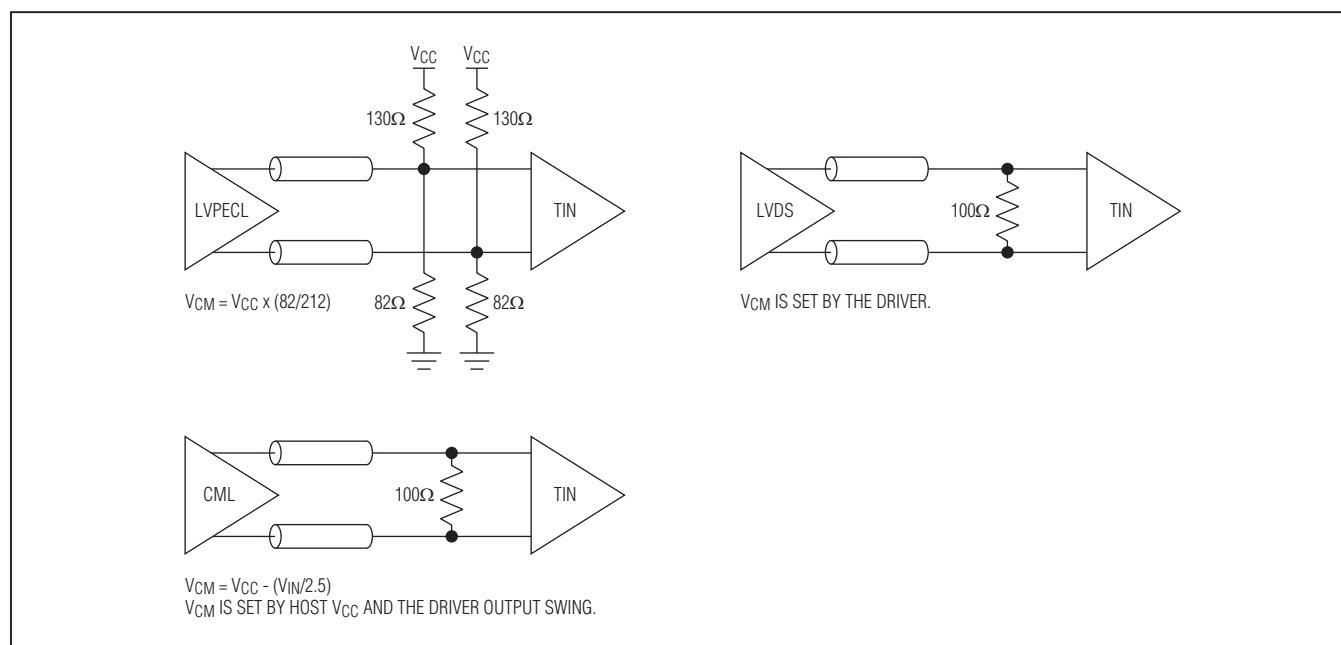 VCC VCC
130Ω 130Ω
LVPECL TIN
82Ω 82Ω
VCM = VCC x (82/212)
LVDS 100Ω TIN
VCM IS SET BY THE DRIVER.
CML 100Ω TIN
VCM = VCC - (VIN/2.5)
VCM IS SET BY HOST VCC AND THE DRIVER OUTPUT SWING.